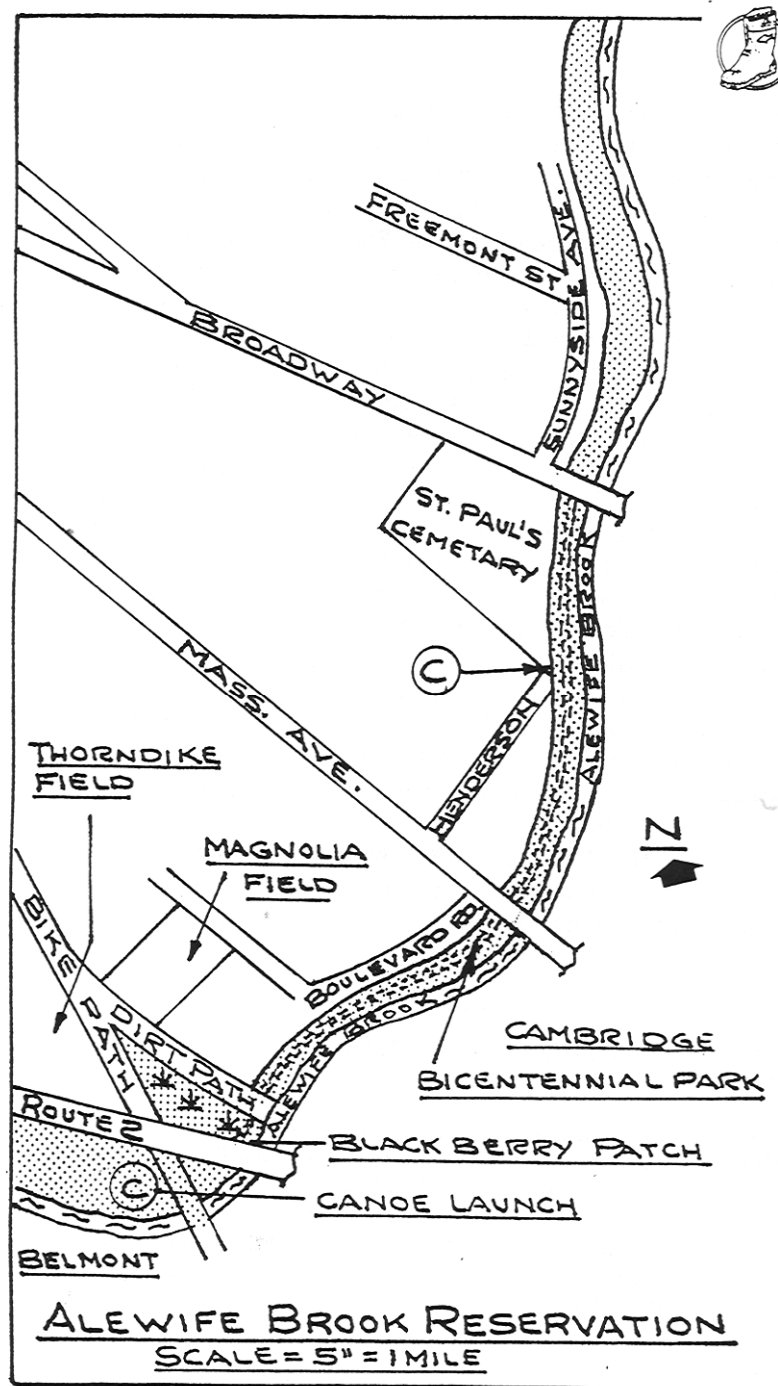 FREEMONT ST
SUNNYSIDE AVE.
BROADWAY
ST. PAUL'S
CEMETARY
ALEWIFE BROOK
C
MASS. AVE.
HENDERSON
THORNDIKE
FIELD
MAGNOLIA
FIELD
N
BOULEVARD RD.
BIKE PATH
DIRT PATH
ALEWIFE BROOK
CAMBRIDGE
BICENTENNIAL PARK
ROUTE 2
BLACK BERRY PATCH
C
CANOE LAUNCH
BELMONT
ALEWIFE BROOK RESERVATION
SCALE = 5" = 1 MILE